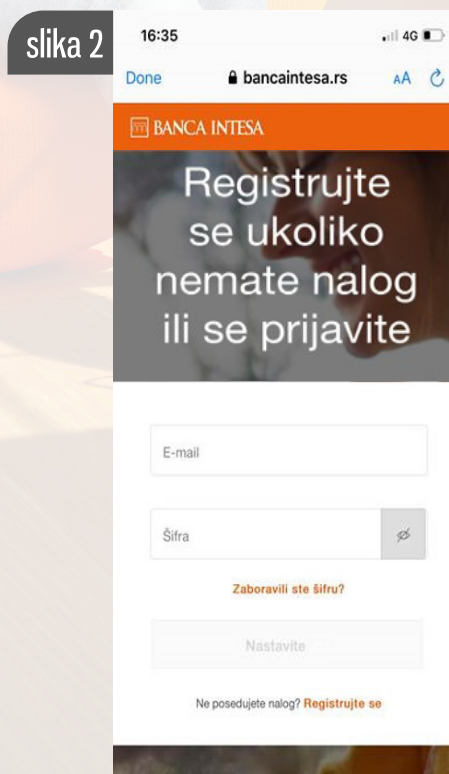 slika 2
16:35
4G
Done
bancaintesa.rs
AA
BANCA INTESA
Registrujte
se ukoliko
nemate nalog
ili se prijavite
E-mail
Šifra
Zaboravili ste šifru?
Nastavite
Ne posedujete nalog? Registrujte se